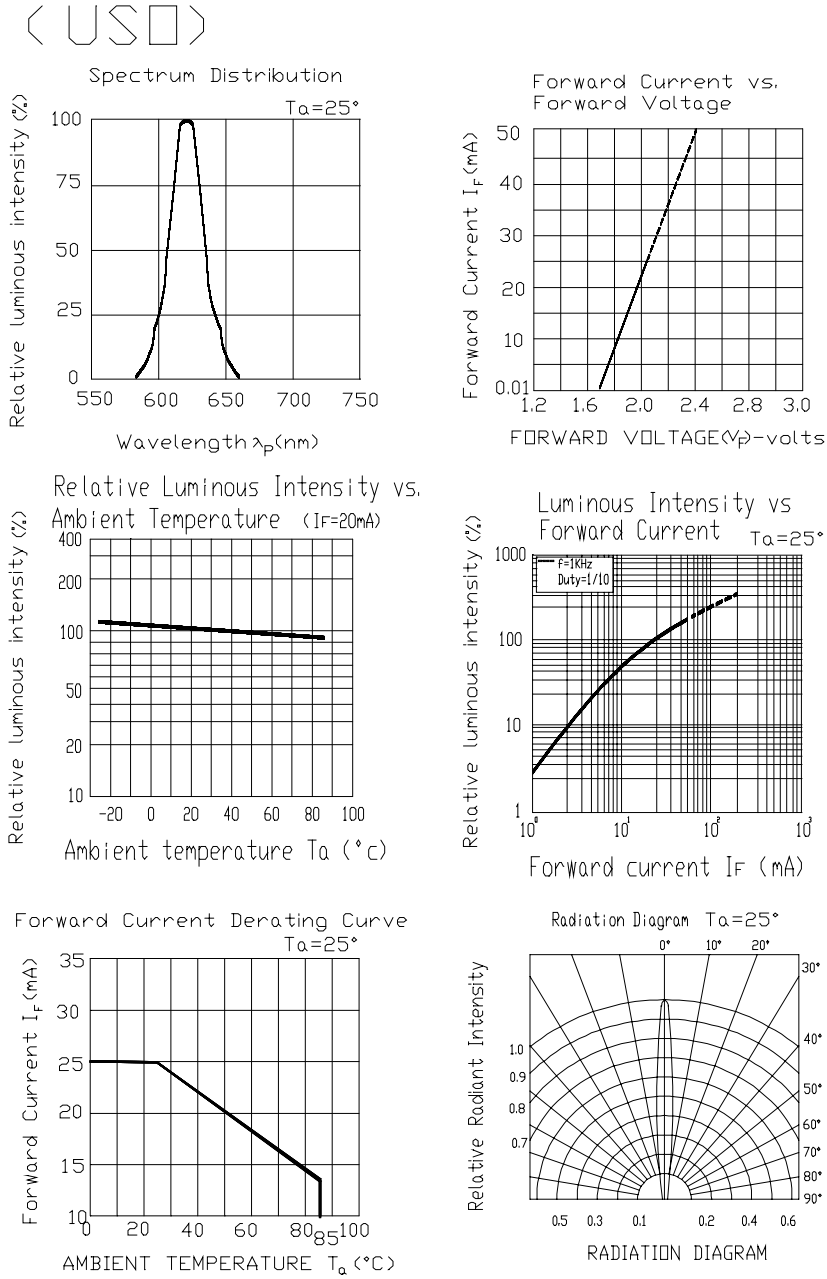 (USO)
Spectrum Distribution
Ta=25°
Relative luminous intensity(%)
100
75
50
25
0
550 600 650 700 750
Wavelength λp(nm)
Forward Current vs.
Forward Voltage
Forward Current IF(mA)
50
40
30
20
10
0.01
1.2 1.6 2.0 2.4 2.8 3.0
FORWARD VOLTAGE(VF)-volts
Relative Luminous Intensity vs.
Ambient Temperature (IF=20mA)
Relative luminous intensity(%)
400
200
100
50
20
10
-20 0 20 40 60 80 100
Ambient temperature Ta (°c)
Luminous Intensity vs
Forward Current
Ta=25°
Relative luminous intensity(%)
f=1KHz
Duty=1/10
1000
100
10
1
10⁰ 10¹ 10² 10³
Forward current IF (mA)
Forward Current Derating Curve
Ta=25°
Forward Current IF(mA)
35
30
25
20
15
10
0 20 40 60 80 85 100
AMBIENT TEMPERATURE Ta(°C)
Radiation Diagram Ta=25°
Relative Radiant Intensity
0° 10° 20°
30°
40°
50°
60°
70°
80°
90°
1.0
0.9
0.8
0.7
0.5 0.3 0.1 0.2 0.4 0.6
RADIATION DIAGRAM